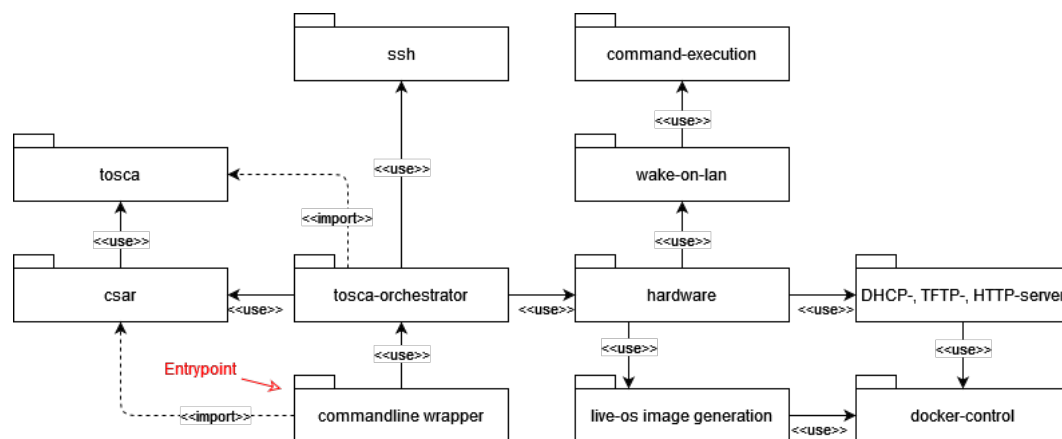 ssh
command-execution
<<use>>
tosca
<<use>>
wake-on-lan
<<import>>
<<use>>
<<use>>
csar
<<use>>
tosca-orchestrator
<<use>>
hardware
<<use>>
DHCP-, TFTP-, HTTP-server
<<use>>
<<use>>
<<use>>
Entrypoint
<<import>>
commandline wrapper
live-os image generation
<<use>>
docker-control